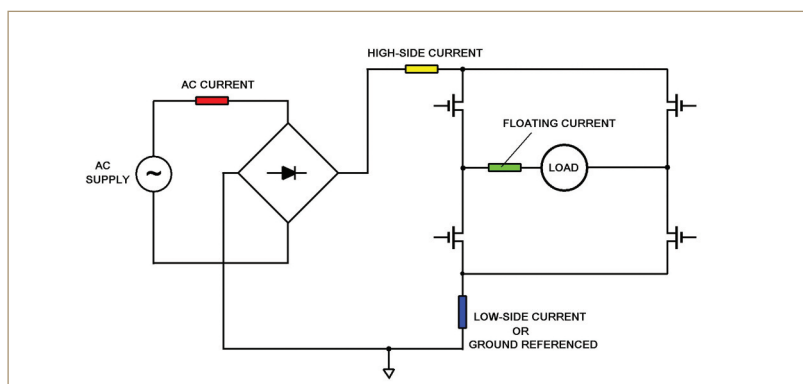 HIGH-SIDE CURRENT
AC CURRENT
FLOATING CURRENT
AC
SUPPLY
~
LOAD
LOW-SIDE CURRENT
OR
GROUND REFERENCED